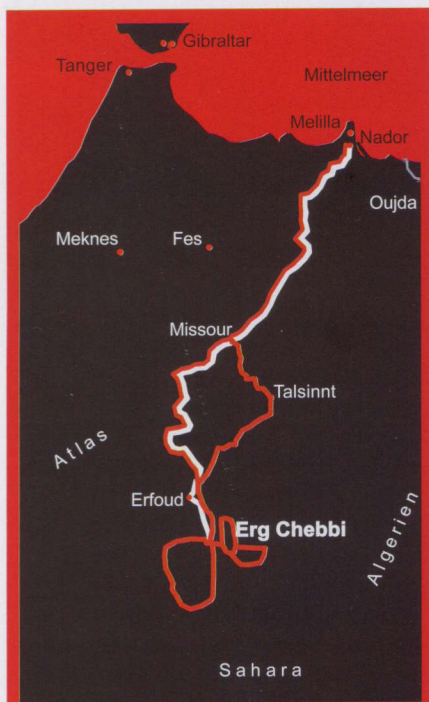 Gibraltar
Tanger
Mittelmeer
Melilla
Nador
Oujda
Meknes
Fes
Missour
Talsinnt
Atlas
Erfoud
Erg Chebbi
Algerien
Sahara